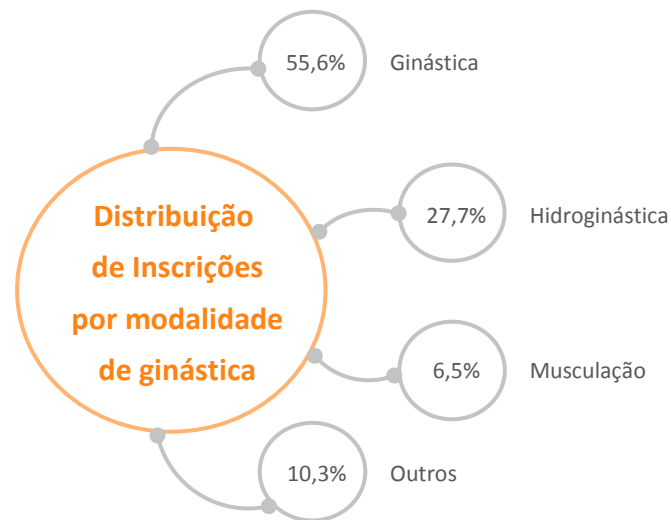 55,6% Ginástica
Distribuição
de Inscrições
por modalidade
de ginástica
27,7% Hidroginástica
6,5% Musculação
10,3% Outros